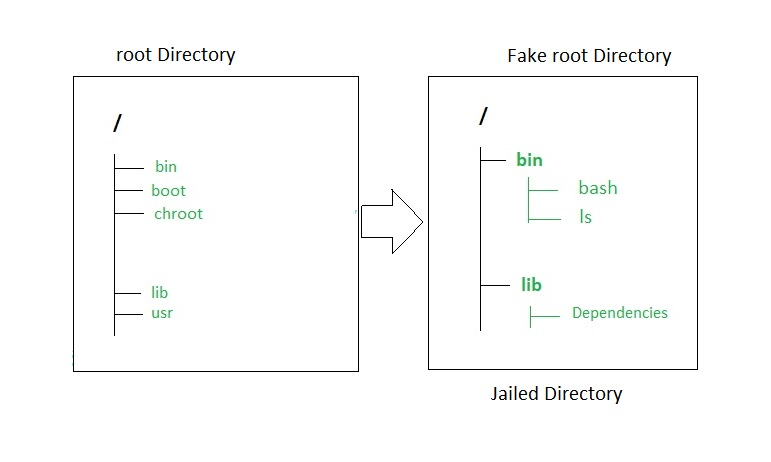 root Directory
/
bin
boot
chroot
lib
usr
Fake root Directory
/
bin
bash
ls
lib
Dependencies
Jailed Directory